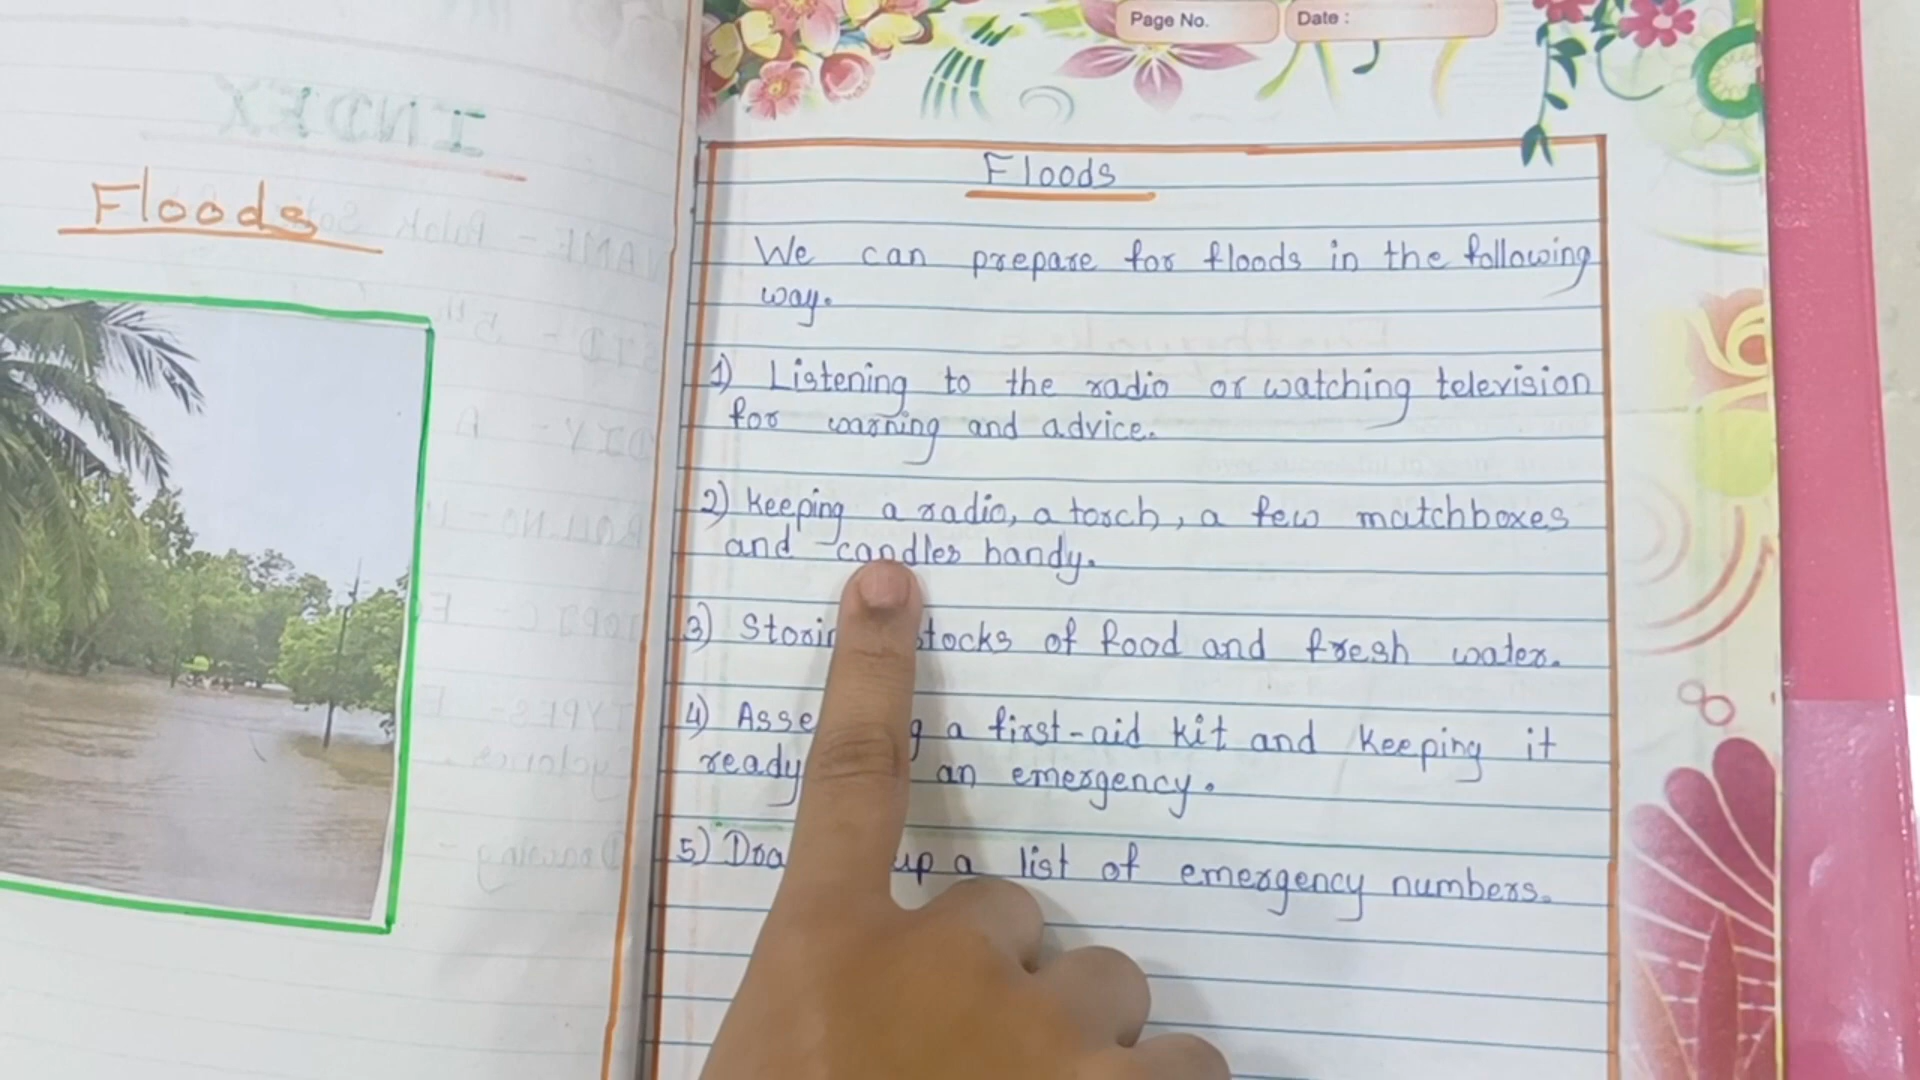 INDEX
Floods
Page No.
Date :
Floods
We can prepare for floods in the following
way.
1) Listening to the radio or watching television
for warning and advice.
2) Keeping a radio, a torch, a few matchboxes
and candles handy.
3) stocks of food and fresh water.
4) a first-aid kit and keeping it
ready an emergency.
5) up a list of emergency numbers.